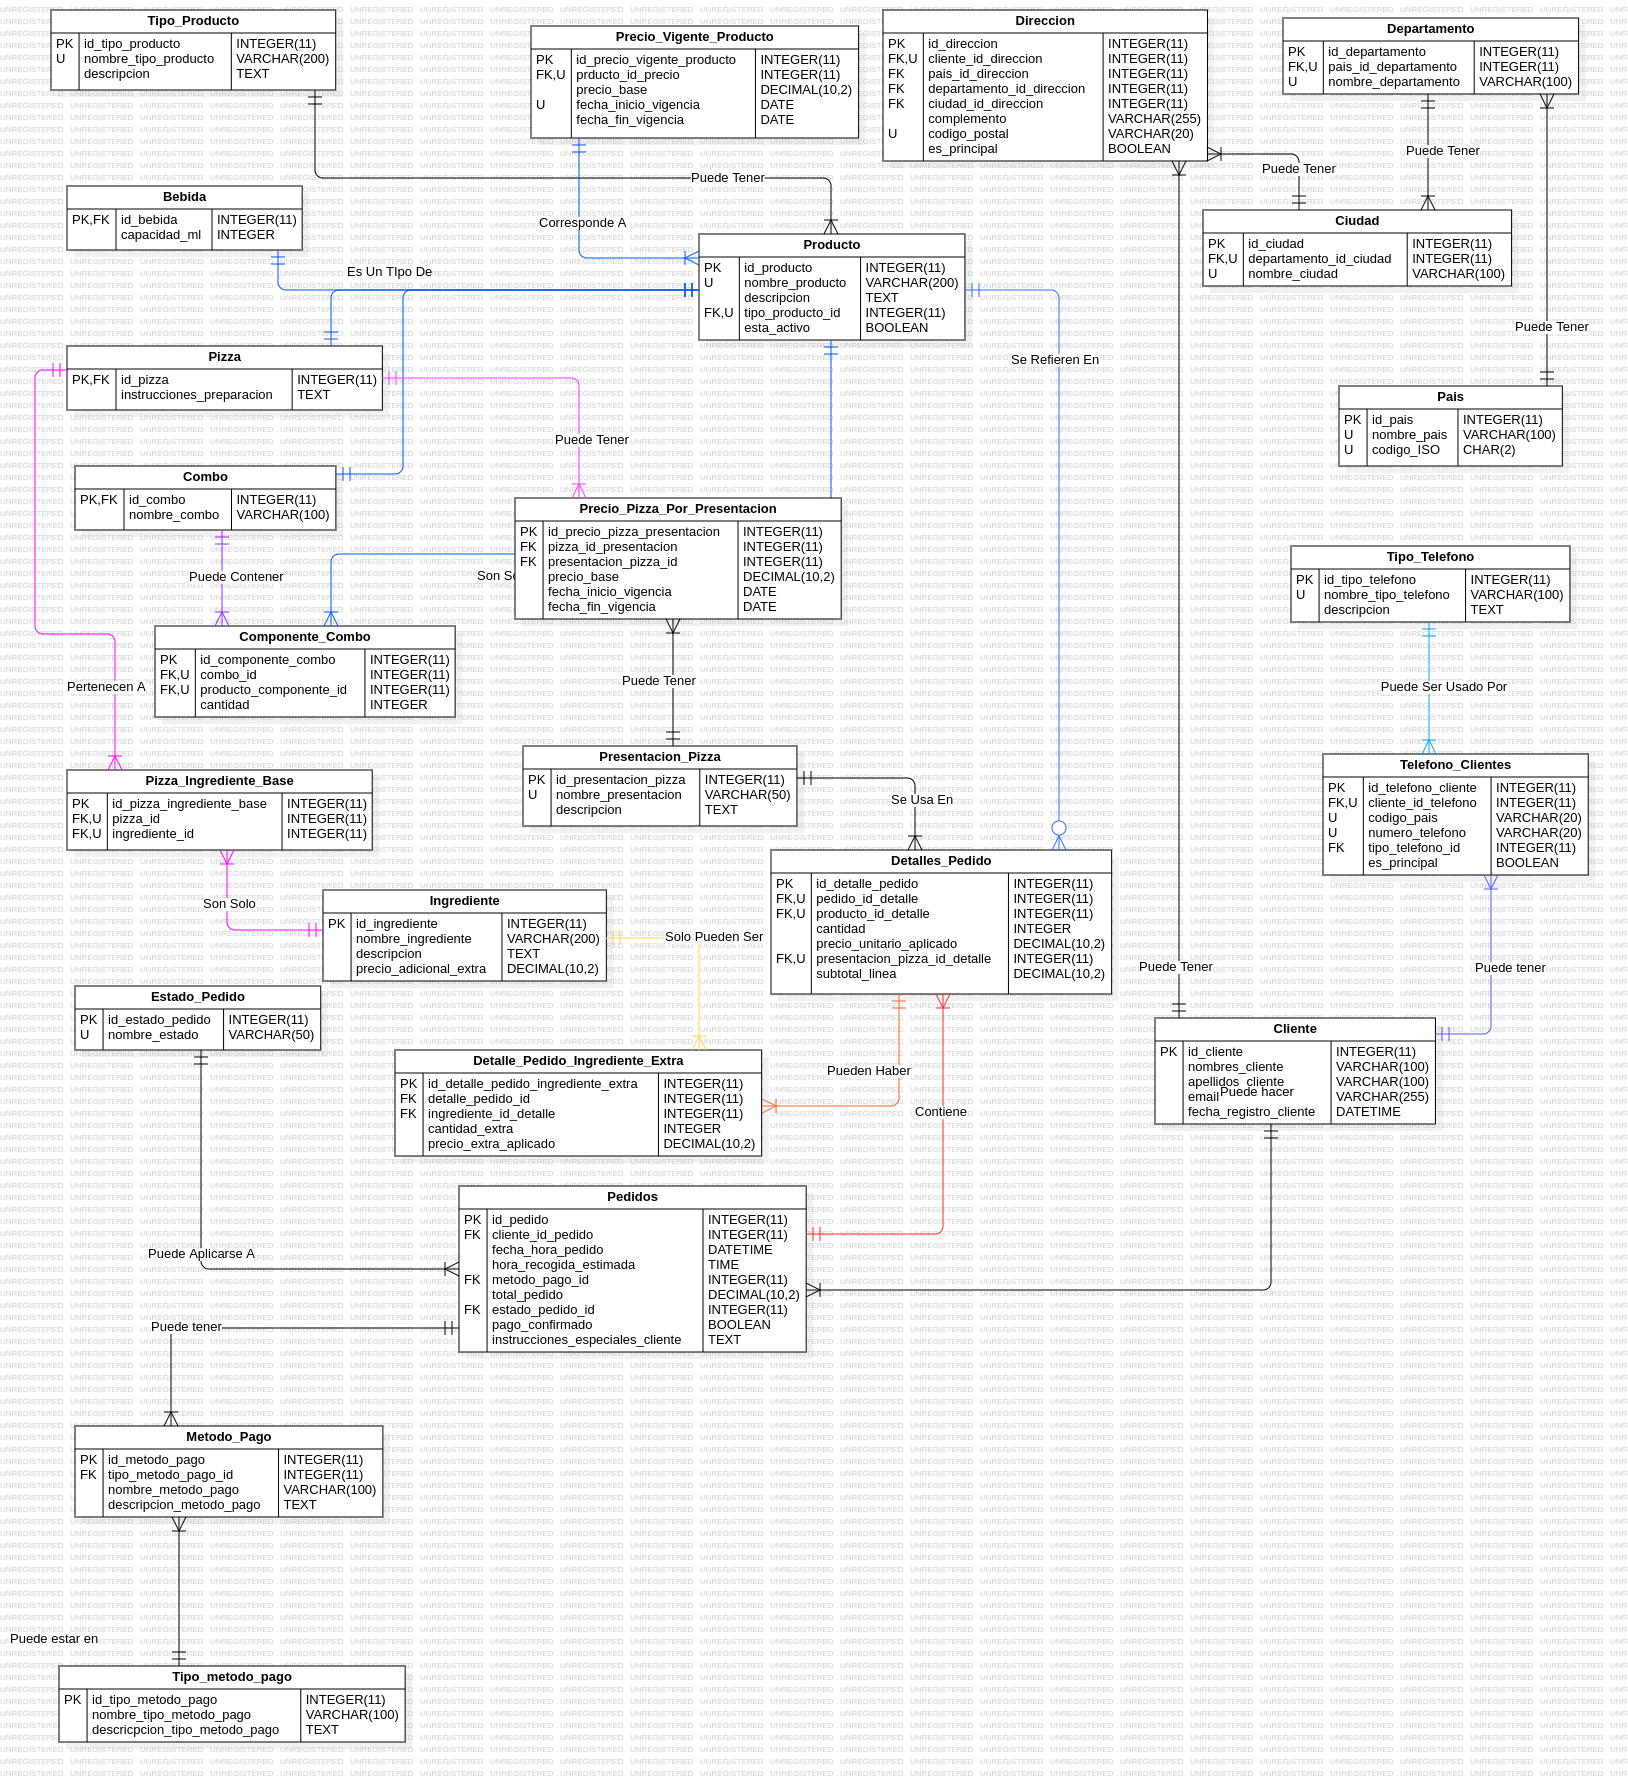 Tipo_Producto
PK id_tipo_producto INTEGER(11)
U nombre_tipo_producto VARCHAR(200)
descripcion TEXT
Precio_Vigente_Producto
PK id_precio_vigente_producto INTEGER(11)
FK,U prducto_id_precio INTEGER(11)
precio_base DECIMAL(10,2)
U fecha_inicio_vigencia DATE
fecha_fin_vigencia DATE
Direccion
PK id_direccion INTEGER(11)
FK,U cliente_id_direccion INTEGER(11)
FK pais_id_direccion INTEGER(11)
FK departamento_id_direccion INTEGER(11)
FK ciudad_id_direccion INTEGER(11)
complemento VARCHAR(255)
U codigo_postal VARCHAR(20)
es_principal BOOLEAN
Departamento
PK id_departamento INTEGER(11)
FK,U pais_id_departamento INTEGER(11)
U nombre_departamento VARCHAR(100)
Puede Tener
Puede Tener
Puede Tener
Bebida
PK,FK id_bebida INTEGER(11)
capacidad_ml INTEGER
Corresponde A
Ciudad
PK id_ciudad INTEGER(11)
FK,U departamento_id_ciudad INTEGER(11)
U nombre_ciudad VARCHAR(100)
Producto
PK id_producto INTEGER(11)
U nombre_producto VARCHAR(200)
descripcion TEXT
FK,U tipo_producto_id INTEGER(11)
esta_activo BOOLEAN
Es Un TIpo De
Puede Tener
Pizza
PK,FK id_pizza INTEGER(11)
instrucciones_preparacion TEXT
Se Refieren En
Pais
PK id_pais INTEGER(11)
U nombre_pais VARCHAR(100)
U codigo_ISO CHAR(2)
Puede Tener
Combo
PK,FK id_combo INTEGER(11)
nombre_combo VARCHAR(100)
Precio_Pizza_Por_Presentacion
PK id_precio_pizza_presentacion INTEGER(11)
FK pizza_id_presentacion INTEGER(11)
FK presentacion_pizza_id INTEGER(11)
precio_base DECIMAL(10,2)
fecha_inicio_vigencia DATE
fecha_fin_vigencia DATE
Puede Contener
Son So
Tipo_Telefono
PK id_tipo_telefono INTEGER(11)
U nombre_tipo_telefono VARCHAR(100)
descripcion TEXT
Componente_Combo
PK id_componente_combo INTEGER(11)
FK,U combo_id INTEGER(11)
FK,U producto_componente_id INTEGER(11)
cantidad INTEGER
Pertenecen A
Puede Tener
Puede Ser Usado Por
Presentacion_Pizza
PK id_presentacion_pizza INTEGER(11)
U nombre_presentacion VARCHAR(50)
descripcion TEXT
Se Usa En
Telefono_Clientes
PK id_telefono_cliente INTEGER(11)
FK,U cliente_id_telefono INTEGER(11)
U codigo_pais VARCHAR(20)
U numero_telefono VARCHAR(20)
FK tipo_telefono_id INTEGER(11)
es_principal BOOLEAN
Pizza_Ingrediente_Base
PK id_pizza_ingrediente_base INTEGER(11)
FK,U pizza_id INTEGER(11)
FK,U ingrediente_id INTEGER(11)
Detalles_Pedido
PK id_detalle_pedido INTEGER(11)
FK,U pedido_id_detalle INTEGER(11)
FK,U producto_id_detalle INTEGER(11)
cantidad INTEGER
precio_unitario_aplicado DECIMAL(10,2)
FK,U presentacion_pizza_id_detalle INTEGER(11)
subtotal_linea DECIMAL(10,2)
Son Solo
Ingrediente
PK id_ingrediente INTEGER(11)
nombre_ingrediente VARCHAR(200)
descripcion TEXT
precio_adicional_extra DECIMAL(10,2)
Solo Pueden Ser
Puede Tener
Puede tener
Estado_Pedido
PK id_estado_pedido INTEGER(11)
U nombre_estado VARCHAR(50)
Cliente
PK id_cliente INTEGER(11)
nombres_cliente VARCHAR(100)
apellidos_cliente VARCHAR(100)
email VARCHAR(255)
fecha_registro_cliente DATETIME
Puede hacer
Detalle_Pedido_Ingrediente_Extra
PK id_detalle_pedido_ingrediente_extra INTEGER(11)
FK detalle_pedido_id INTEGER(11)
FK ingrediente_id_detalle INTEGER(11)
cantidad_extra INTEGER
precio_extra_aplicado DECIMAL(10,2)
Pueden Haber
Contiene
Pedidos
PK id_pedido INTEGER(11)
FK cliente_id_pedido INTEGER(11)
fecha_hora_pedido DATETIME
hora_recogida_estimada TIME
FK metodo_pago_id INTEGER(11)
total_pedido DECIMAL(10,2)
FK estado_pedido_id INTEGER(11)
pago_confirmado BOOLEAN
instrucciones_especiales_cliente TEXT
Puede Aplicarse A
Puede tener
Metodo_Pago
PK id_metodo_pago INTEGER(11)
FK tipo_metodo_pago_id INTEGER(11)
nombre_metodo_pago VARCHAR(100)
descripcion_metodo_pago TEXT
Puede estar en
Tipo_metodo_pago
PK id_tipo_metodo_pago INTEGER(11)
nombre_tipo_metodo_pago VARCHAR(100)
descricpcion_tipo_metodo_pago TEXT
UNREGISTERED